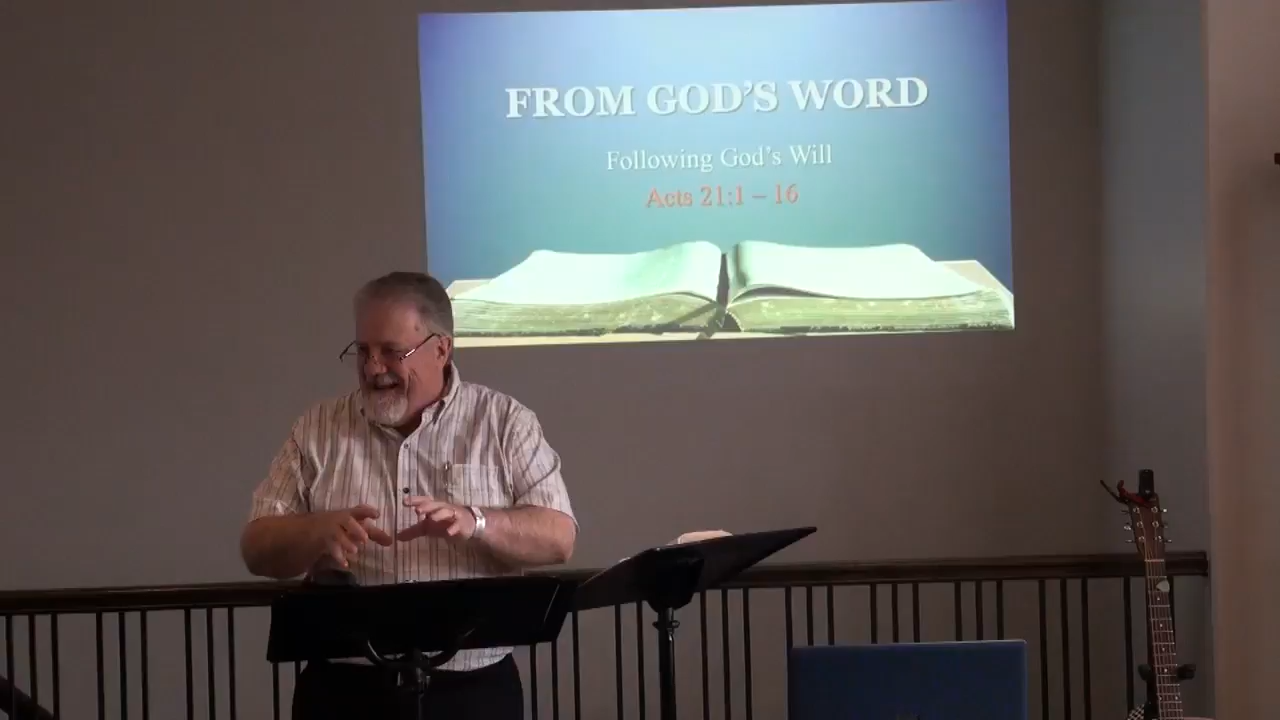 FROM GOD'S WORD
Following God's Will
Acts 21:1 – 16